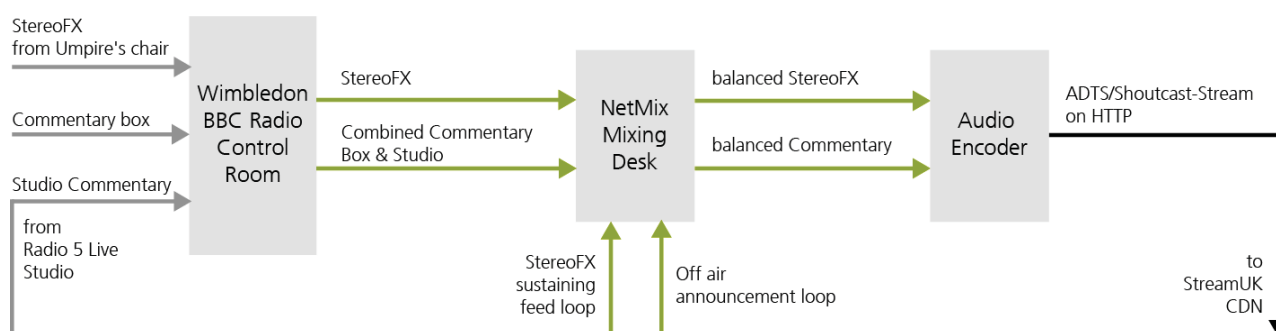 StereoFX
from Umpire's chair
Commentary box
Studio Commentary
from
Radio 5 Live
Studio
Wimbledon
BBC Radio
Control
Room
StereoFX
Combined Commentary
Box & Studio
NetMix
Mixing
Desk
StereoFX
sustaining
feed loop
Off air
announcement loop
balanced StereoFX
balanced Commentary
Audio
Encoder
ADTS/Shoutcast-Stream
on HTTP
to
StreamUK
CDN